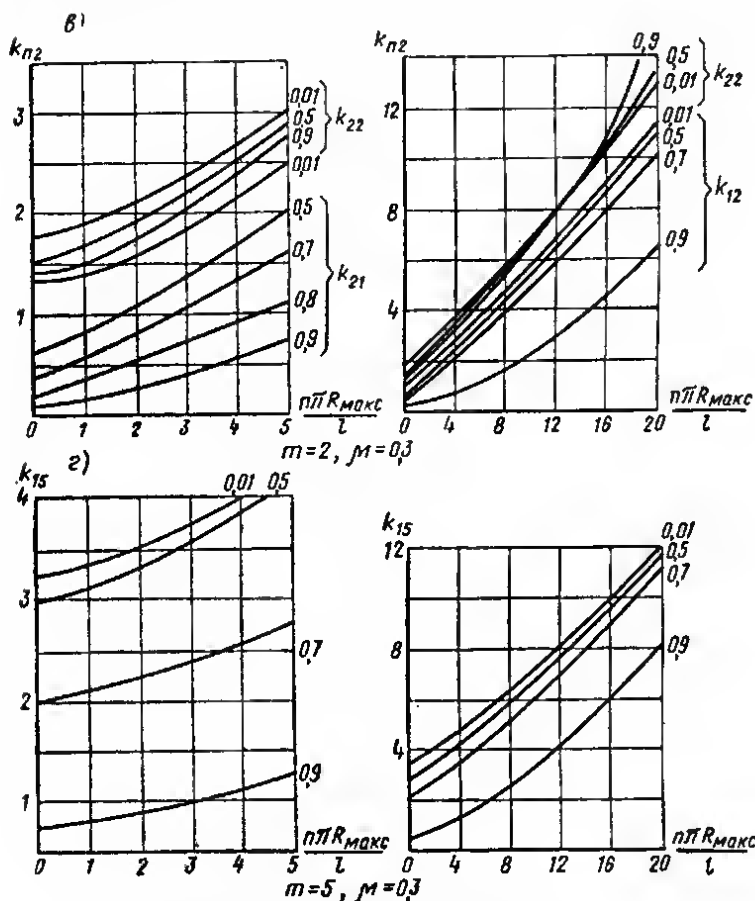 в)
k_{п2}
3
2
1
0
0 1 2 3 4 5
0,01
0,5
0,9
k_{22}
0,01
0,5
0,7
0,8
0,9
k_{21}
nπR_{макс}
l
k_{п2}
12
8
4
0 4 8 12 16 20
0,9
0,5
0,01
k_{22}
0,01
0,5
0,7
0,9
k_{12}
nπR_{макс}
l
m=2, μ=0,3
г)
k_{15}
4
3
2
1
0 1 2 3 4 5
0,01 0,5
0,7
0,9
nπR_{макс}
l
k_{15}
12
8
4
0 4 8 12 16 20
0,01
0,5
0,7
0,9
nπR_{макс}
l
m=5, μ=0,3